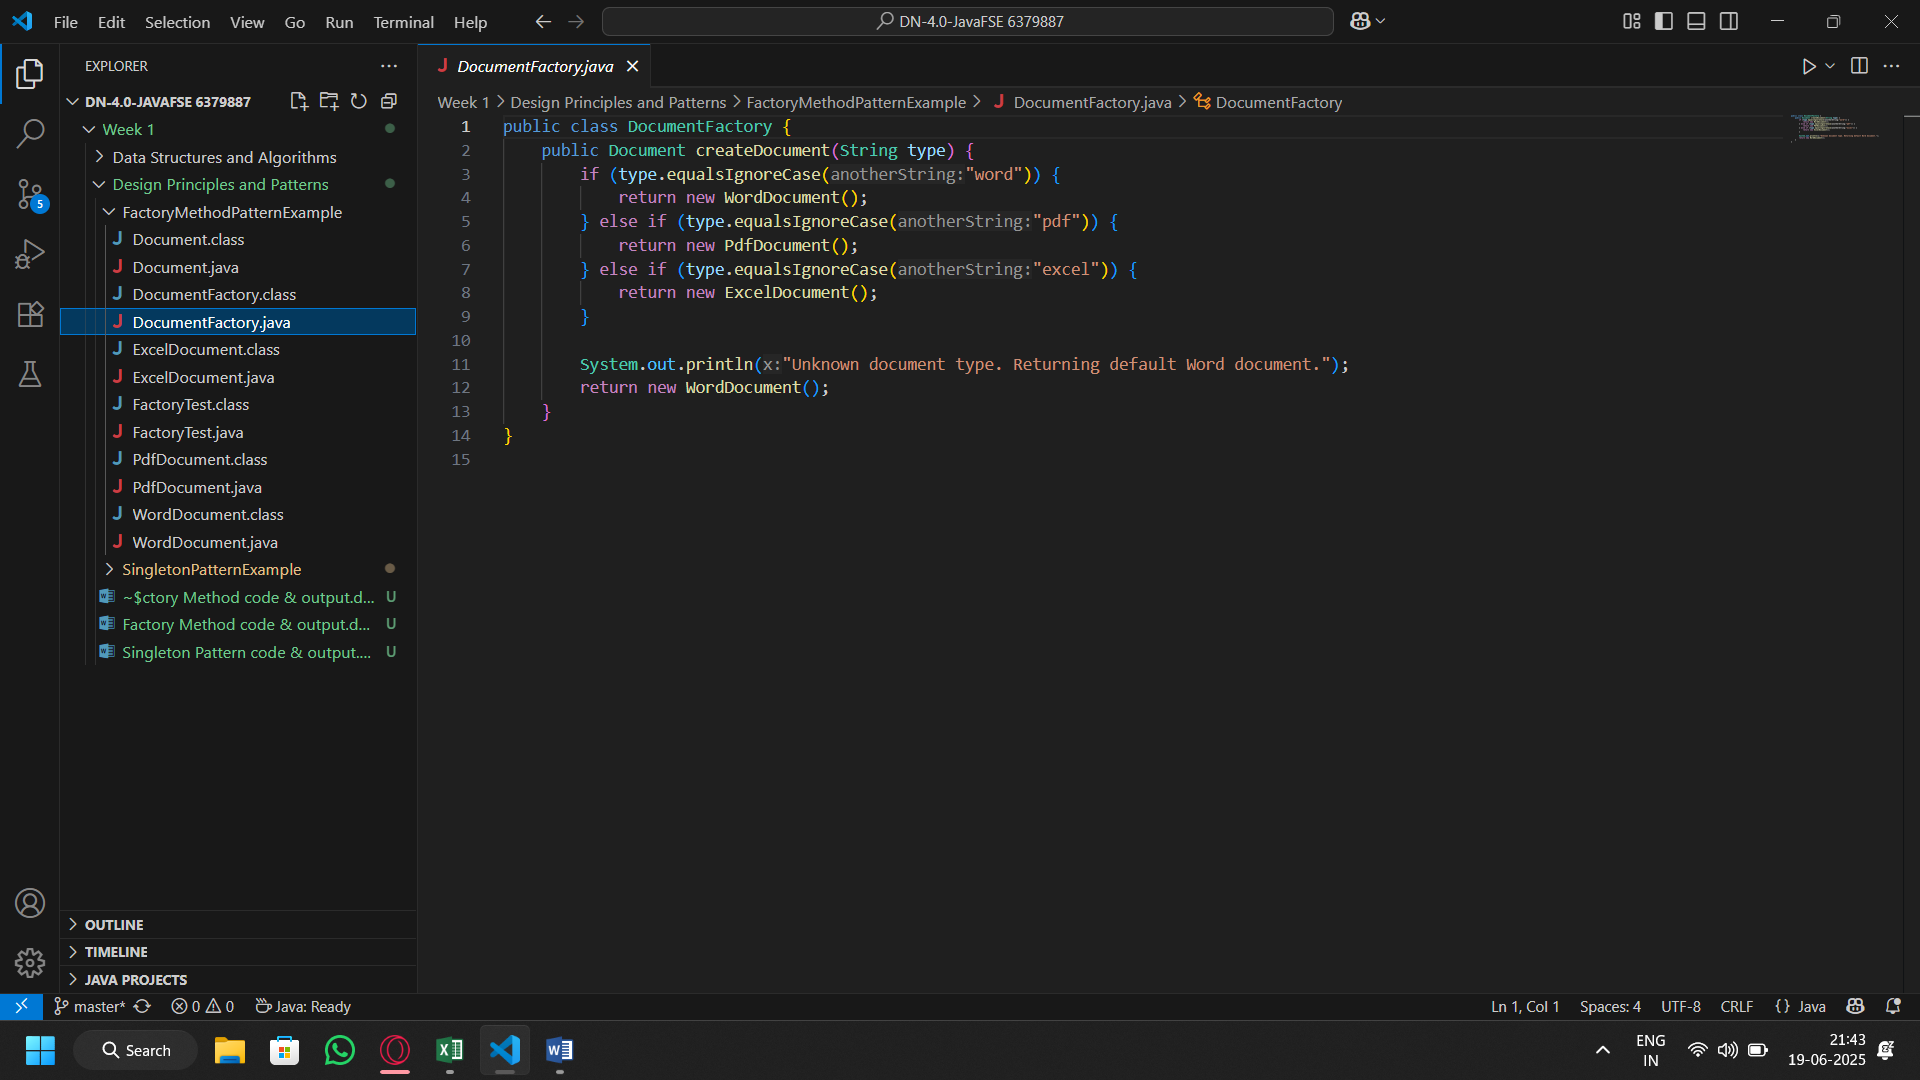 File Edit Selection View Go Run Terminal Help
DN-4.0-JavaFSE 6379887
EXPLORER
DN-4.0-JAVAFSE 6379887
Week 1
Data Structures and Algorithms
Design Principles and Patterns
FactoryMethodPatternExample
Document.class
Document.java
DocumentFactory.class
DocumentFactory.java
ExcelDocument.class
ExcelDocument.java
FactoryTest.class
FactoryTest.java
PdfDocument.class
PdfDocument.java
WordDocument.class
WordDocument.java
SingletonPatternExample
~$ctory Method code & output.d... U
Factory Method code & output.d... U
Singleton Pattern code & output.... U
OUTLINE
TIMELINE
JAVA PROJECTS
5
DocumentFactory.java
Week 1 > Design Principles and Patterns > FactoryMethodPatternExample > DocumentFactory.java > DocumentFactory
1 public class DocumentFactory {
2 public Document createDocument(String type) {
3 if (type.equalsIgnoreCase(anotherString:"word")) {
4 return new WordDocument();
5 } else if (type.equalsIgnoreCase(anotherString:"pdf")) {
6 return new PdfDocument();
7 } else if (type.equalsIgnoreCase(anotherString:"excel")) {
8 return new ExcelDocument();
9 }
10
11 System.out.println(x:"Unknown document type. Returning default Word document.");
12 return new WordDocument();
13 }
14 }
15
master* 0 0 Java: Ready
Ln 1, Col 1 Spaces: 4 UTF-8 CRLF {} Java
Search
ENG
IN
21:43
19-06-2025